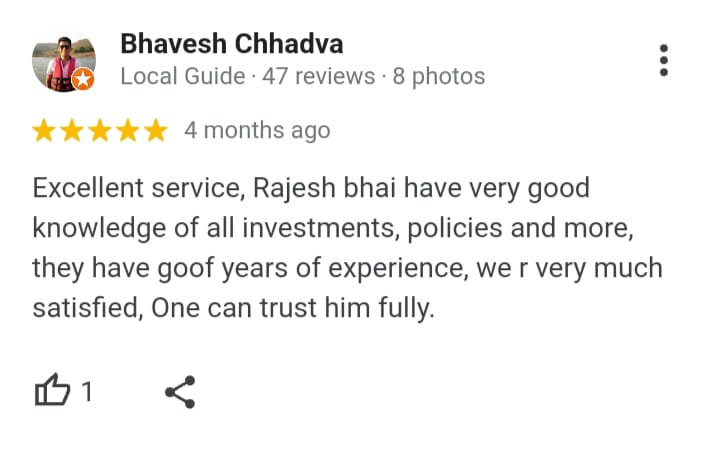 Bhavesh Chhadva
Local Guide · 47 reviews · 8 photos
4 months ago
Excellent service, Rajesh bhai have very good
knowledge of all investments, policies and more,
they have goof years of experience, we r very much
satisfied, One can trust him fully.
1